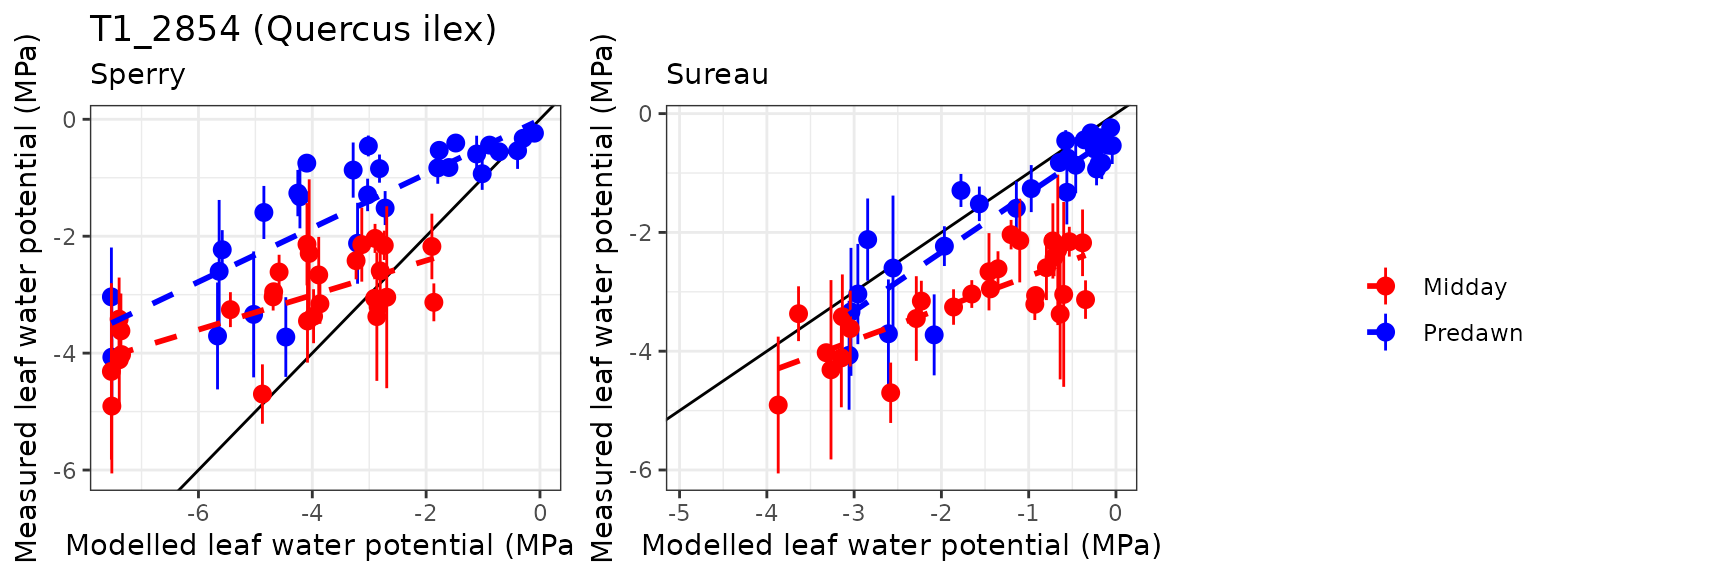 T1_2854 (Quercus ilex)
Sperry
Measured leaf water potential (MPa)
0
-2
-4
-6
-6 -4 -2 0
Modelled leaf water potential (MPa
Sureau
Measured leaf water potential (MPa)
0
-2
-4
-6
-5 -4 -3 -2 -1 0
Modelled leaf water potential (MPa)
Midday
Predawn